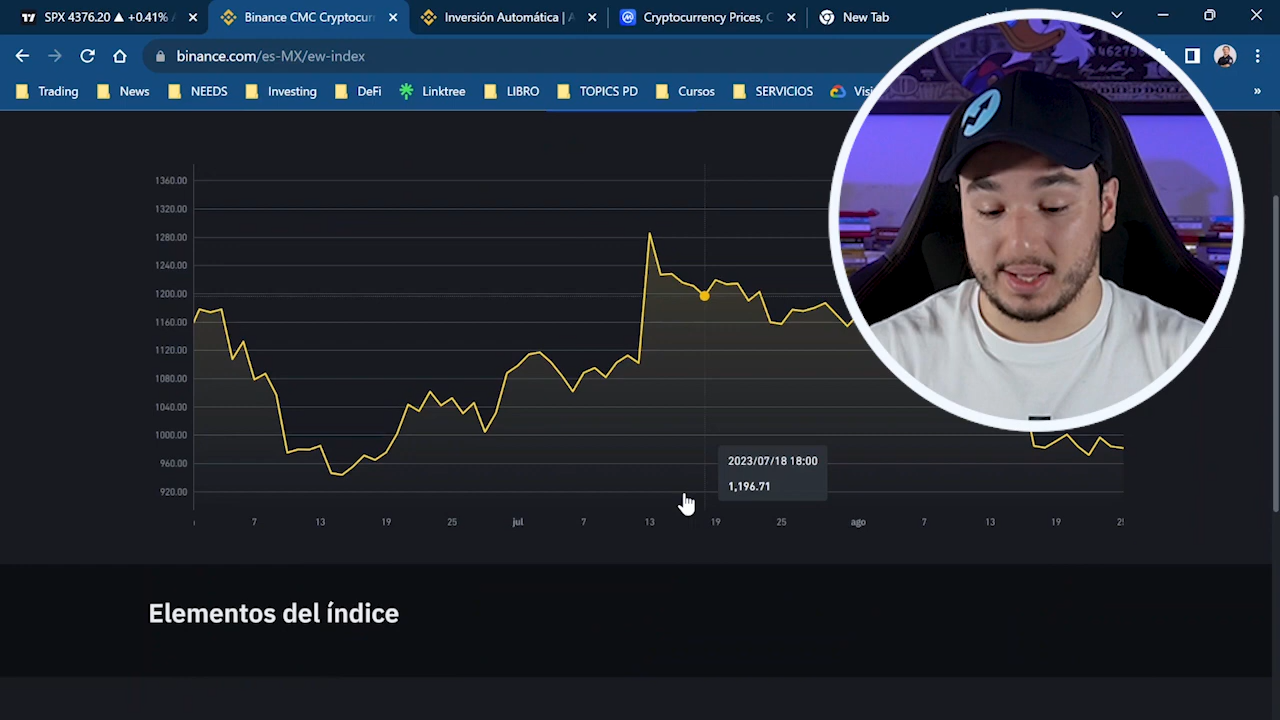 SPX 4376.20 ▲ +0.41%
Binance CMC Cryptocurr
Inversión Automática |
Cryptocurrency Prices, C
New Tab
binance.com/es-MX/ew-index
Trading
News
NEEDS
Investing
DeFi
Linktree
LIBRO
TOPICS PD
Cursos
SERVICIOS
»
1360.00
1320.00
1280.00
1240.00
1200.00
1160.00
1120.00
1080.00
1040.00
1000.00
960.00
920.00
2023/07/18 18:00
1,196.71
7 13 19 25 jul 7 13 19 25 ago 7 13 19
Elementos del índice